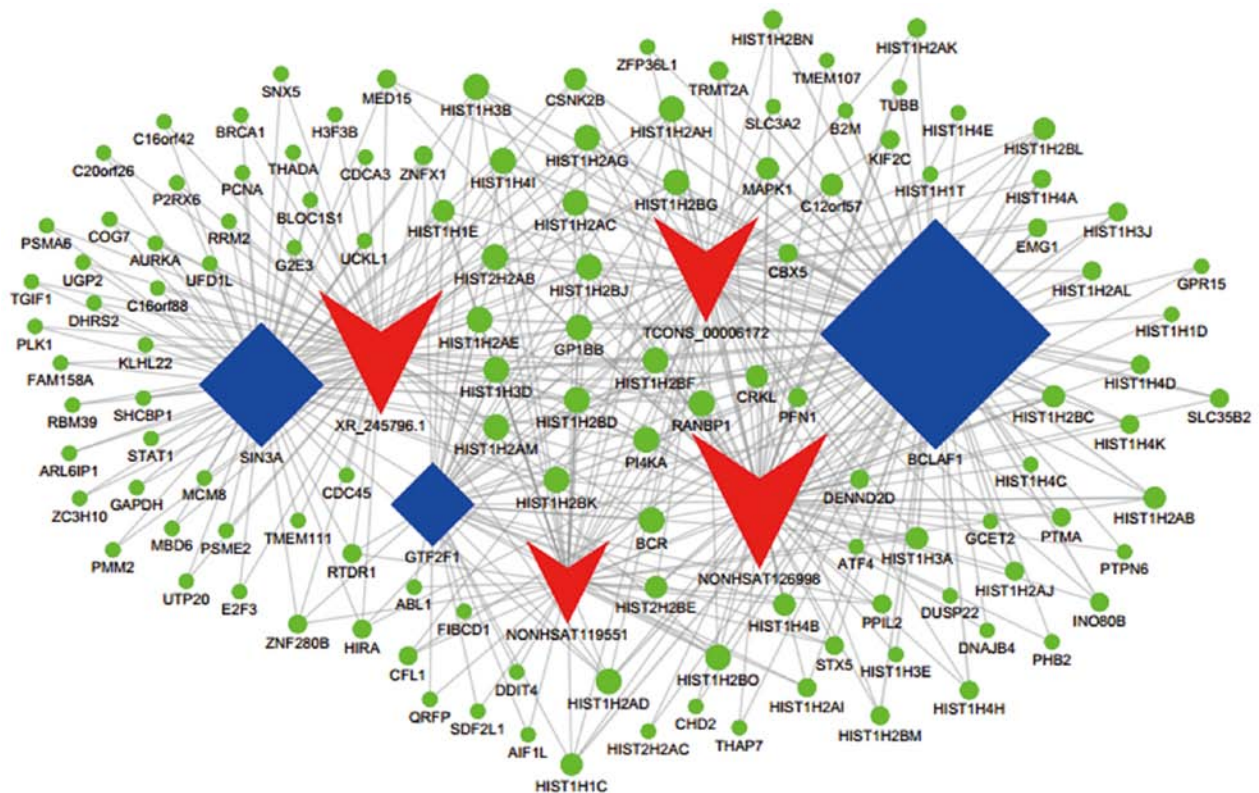 HIST1H2BN
HIST1H2AK
ZFP36L1
TMEM107
SNX5
MED15
HIST1H3B
CSNK2B
TRMT2A
TUBB
C16orf42
BRCA1
H3F3B
HIST1H2AH
SLC3A2
B2M
HIST1H4E
C20orf26
THADA
CDCA3
ZNFX1
HIST1H2AG
KIF2C
HIST1H2BL
P2RX6
PCNA
HIST1H4I
MAPK1
HIST1H1T
HIST1H4A
BLOC1S1
HIST1H2BG
C12orf57
PSMA6
COG7
RRM2
HIST1H1E
HIST1H2AC
HIST1H3J
AURKA
G2E3
UCKL1
EMG1
UGP2
UFD1L
HIST2H2AB
HIST1H2BJ
CBX5
HIST1H2AL
GPR15
TGIF1
DHRS2
C16orf88
PLK1
KLHL22
HIST1H2AE
GP1BB
TCONS_00006172
HIST1H1D
FAM158A
HIST1H3D
HIST1H2BF
CRKL
HIST1H4D
RBM39
SHCBP1
XR_245796.1
HIST1H2BD
RANBP1
PFN1
HIST1H2BC
SLC35B2
STAT1
SIN3A
HIST1H2AM
BCLAF1
HIST1H4K
ARL6IP1
PI4KA
ZC3H10
GAPDH
MCM8
CDC45
HIST1H2BK
DENND2D
HIST1H4C
HIST1H2AB
MBD6
PSME2
TMEM111
GTF2F1
BCR
NONHSAT126998
ATF4
HIST1H3A
GCET2
PTMA
PMM2
RTDR1
PTPN6
UTP20
E2F3
ABL1
HIST2H2BE
HIST1H2AJ
ZNF280B
HIRA
FIBCD1
NONHSAT119551
HIST1H4B
PPIL2
DUSP22
INO80B
CFL1
DDIT4
STX5
HIST1H3E
DNAJB4
PHB2
QRFP
SDF2L1
HIST1H2AD
HIST1H2BO
HIST1H2AI
HIST1H4H
AIF1L
HIST2H2AC
CHD2
THAP7
HIST1H2BM
HIST1H1C